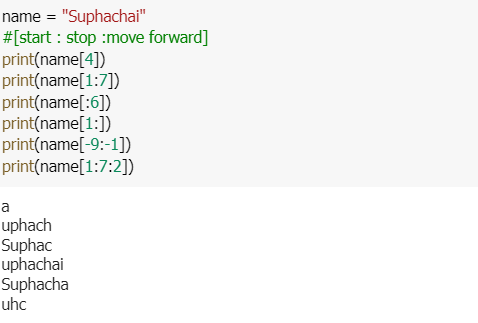 name = "Suphachai"
#[start : stop :move forward]
print(name[4])
print(name[1:7])
print(name[:6])
print(name[1:])
print(name[-9:-1])
print(name[1:7:2])
a
uphach
Suphac
uphachai
Suphacha
uhc